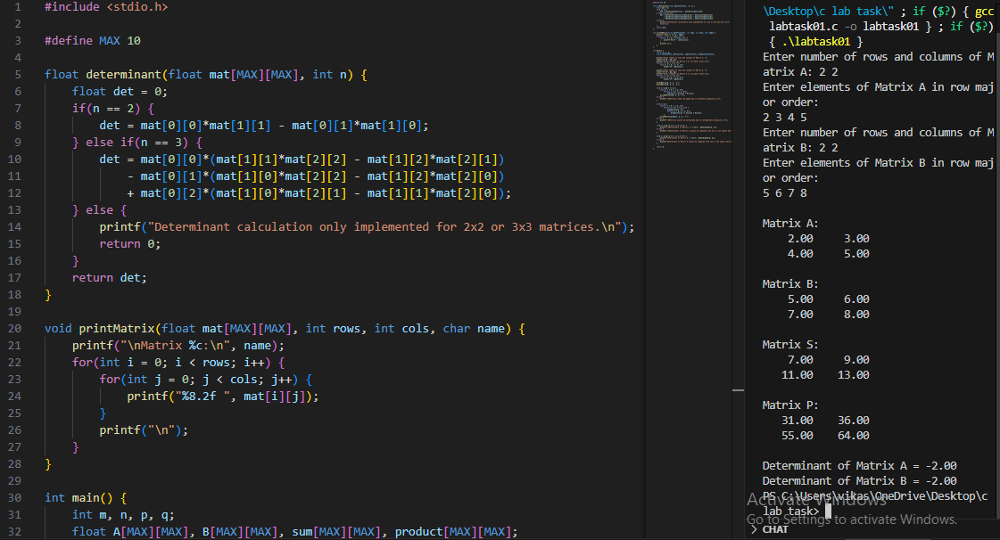 1 #include <stdio.h>
2
3 #define MAX 10
4
5 float determinant(float mat[MAX][MAX], int n) {
6 float det = 0;
7 if(n == 2) {
8 det = mat[0][0]*mat[1][1] - mat[0][1]*mat[1][0];
9 } else if(n == 3) {
10 det = mat[0][0]*(mat[1][1]*mat[2][2] - mat[1][2]*mat[2][1])
11 - mat[0][1]*(mat[1][0]*mat[2][2] - mat[1][2]*mat[2][0])
12 + mat[0][2]*(mat[1][0]*mat[2][1] - mat[1][1]*mat[2][0]);
13 } else {
14 printf("Determinant calculation only implemented for 2x2 or 3x3 matrices.\n");
15 return 0;
16 }
17 return det;
18 }
19
20 void printMatrix(float mat[MAX][MAX], int rows, int cols, char name) {
21 printf("\nMatrix %c:\n", name);
22 for(int i = 0; i < rows; i++) {
23 for(int j = 0; j < cols; j++) {
24 printf("%8.2f ", mat[i][j]);
25 }
26 printf("\n");
27 }
28 }
29
30 int main() {
31 int m, n, p, q;
32 float A[MAX][MAX], B[MAX][MAX], sum[MAX][MAX], product[MAX][MAX];
\Desktop\c lab task\" ; if ($?) { gcc
labtask01.c -o labtask01 } ; if ($?)
{ .\labtask01 }
Enter number of rows and columns of M
atrix A: 2 2
Enter elements of Matrix A in row maj
or order:
2 3 4 5
Enter number of rows and columns of M
atrix B: 2 2
Enter elements of Matrix B in row maj
or order:
5 6 7 8
Matrix A:
2.00 3.00
4.00 5.00
Matrix B:
5.00 6.00
7.00 8.00
Matrix S:
7.00 9.00
11.00 13.00
Matrix P:
31.00 36.00
55.00 64.00
Determinant of Matrix A = -2.00
Determinant of Matrix B = -2.00
PS C:\Users\vikas\OneDrive\Desktop\c
lab task>
Activate Windows
Go to Settings to activate Windows.
CHAT